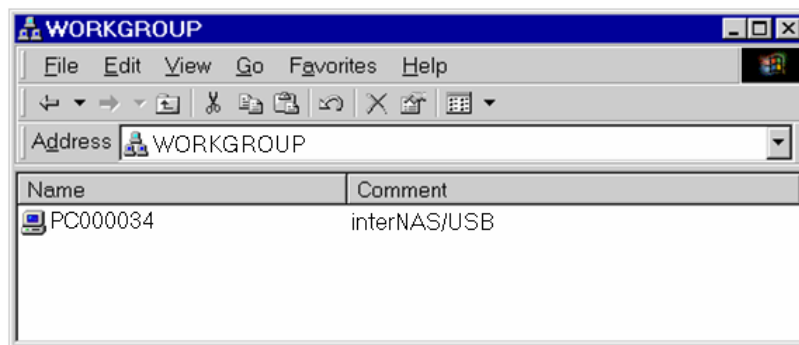 WORKGROUP
File Edit View Go Favorites Help
Address WORKGROUP
Name Comment
PC000034 interNAS/USB